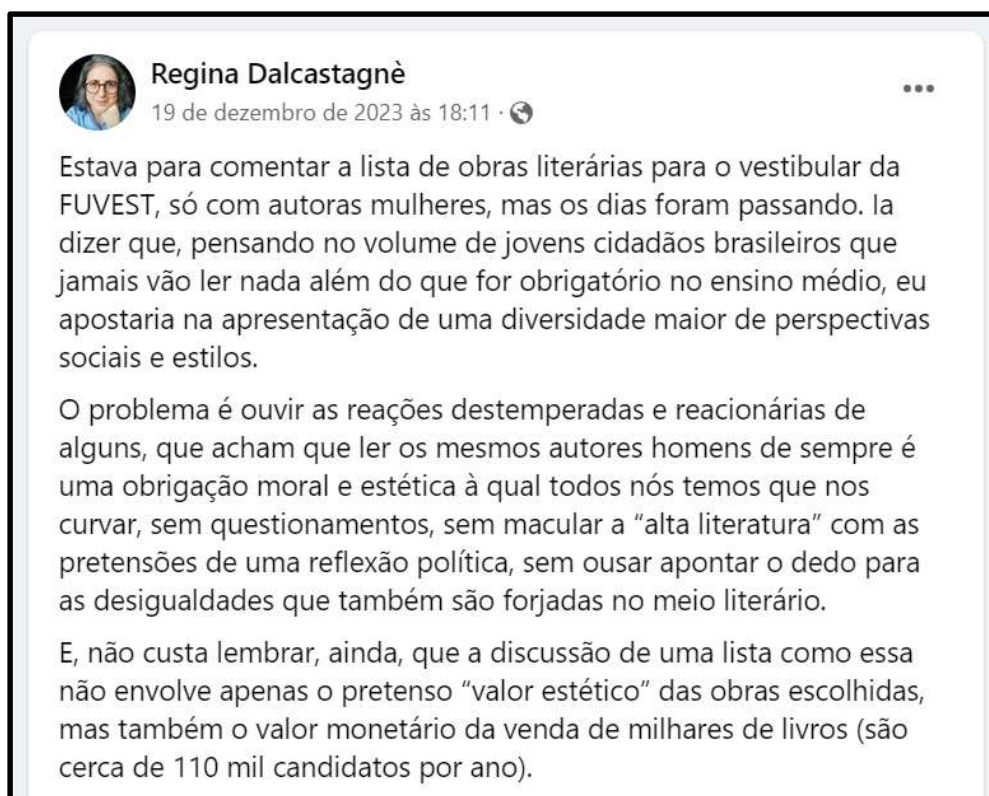 Regina Dalcastagnè
19 de dezembro de 2023 às 18:11 ·
Estava para comentar a lista de obras literárias para o vestibular da
FUVEST, só com autoras mulheres, mas os dias foram passando. Ia
dizer que, pensando no volume de jovens cidadãos brasileiros que
jamais vão ler nada além do que for obrigatório no ensino médio, eu
apostaria na apresentação de uma diversidade maior de perspectivas
sociais e estilos.
O problema é ouvir as reações destemperadas e reacionárias de
alguns, que acham que ler os mesmos autores homens de sempre é
uma obrigação moral e estética à qual todos nós temos que nos
curvar, sem questionamentos, sem macular a “alta literatura” com as
pretensões de uma reflexão política, sem ousar apontar o dedo para
as desigualdades que também são forjadas no meio literário.
E, não custa lembrar, ainda, que a discussão de uma lista como essa
não envolve apenas o pretenso “valor estético” das obras escolhidas,
mas também o valor monetário da venda de milhares de livros (são
cerca de 110 mil candidatos por ano).